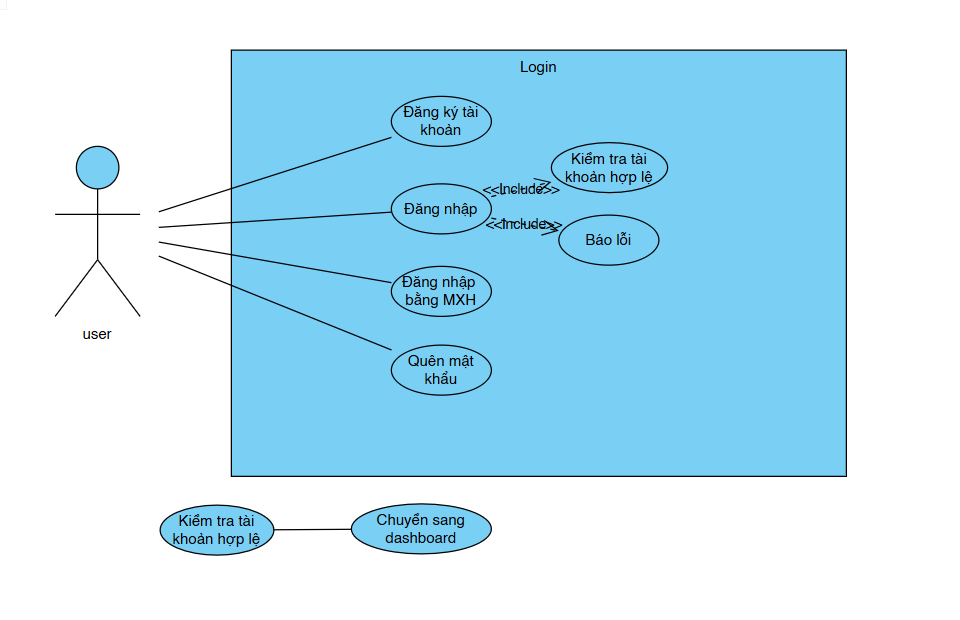 Login
Đăng ký tài
khoản
Kiểm tra tài
khoản hợp lệ
<<Include>>
Đăng nhập
<<Include>>
Báo lỗi
Đăng nhập
bằng MXH
user
Quên mật
khẩu
Kiểm tra tài
khoản hợp lệ
Chuyển sang
dashboard